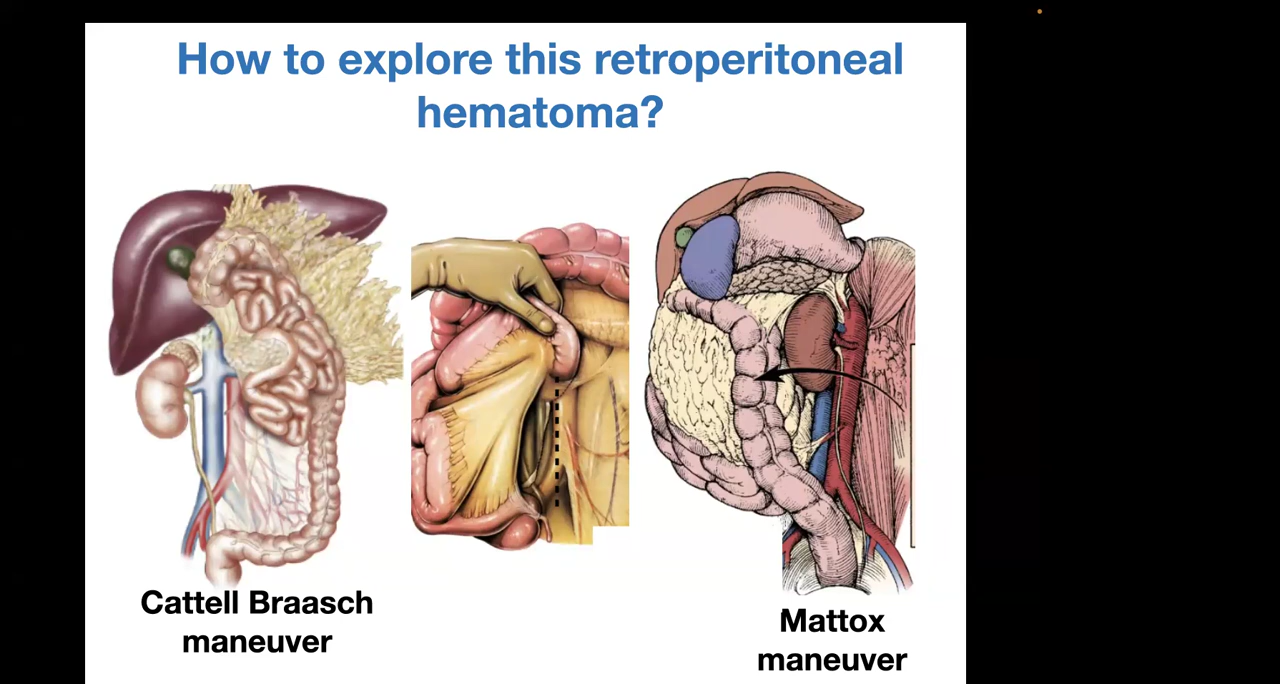 How to explore this retroperitoneal
hematoma?
Cattell Braasch
maneuver
Mattox
maneuver